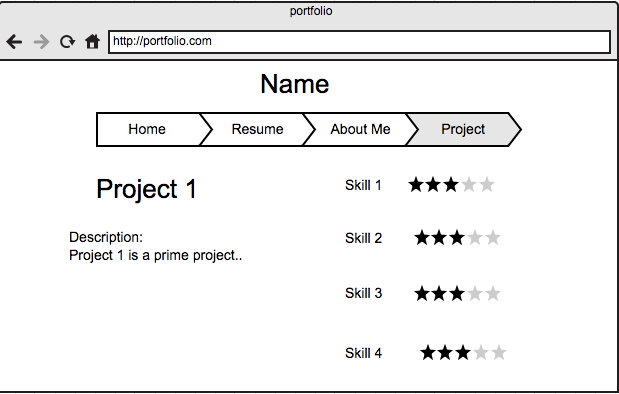 portfolio
http://portfolio.com
Name
Home
Resume
About Me
Project
Project 1
Description:
Project 1 is a prime project..
Skill 1
Skill 2
Skill 3
Skill 4